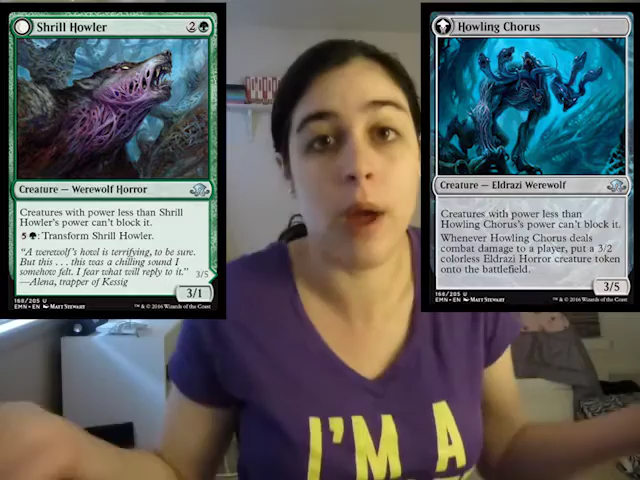 Shrill Howler 2
Creature — Werewolf Horror
Creatures with power less than Shrill
Howler's power can't block it.
5: Transform Shrill Howler.
"A werewolf's howl is terrifying, to be sure.
But this . . . this was a chilling sound I
somehow felt. I fear what will reply to it."
—Alena, trapper of Kessig
3/5
3/1
168/205 U
EMN • EN Matt Stewart
™ & © 2016 Wizards of the Coast
Howling Chorus
Creature — Eldrazi Werewolf
Creatures with power less than
Howling Chorus's power can't block it.
Whenever Howling Chorus deals
combat damage to a player, put a 3/2
colorless Eldrazi Horror creature token
onto the battlefield.
3/5
168/205 U
EMN • EN Matt Stewart
™ & © 2016 Wizards of the Coast
I'M A